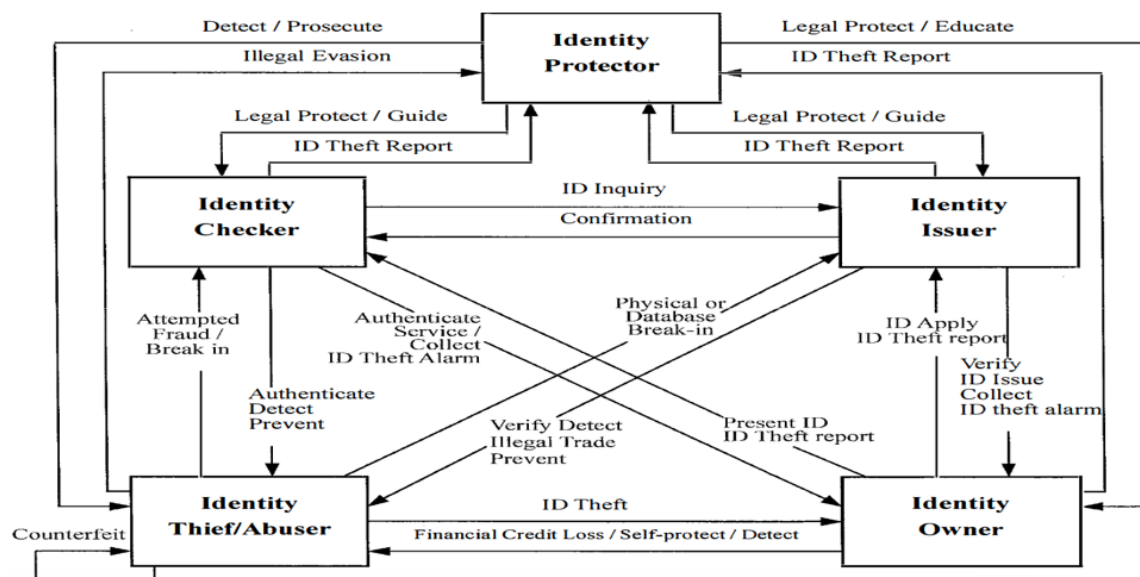 Detect / Prosecute
Legal Protect / Educate
Identity
Protector
Illegal Evasion
ID Theft Report
Legal Protect / Guide
Legal Protect / Guide
ID Theft Report
ID Theft Report
Identity
Checker
ID Inquiry
Confirmation
Identity
Issuer
Attempted
Fraud /
Break in
Authenticate
Service /
Collect
ID Theft Alarm
Physical or
Database
Break-in
ID Apply
ID Theft report
Authenticate
Detect
Prevent
Verify
ID Issue
Collect
ID theft alarm
Verify Detect
Illegal Trade
Prevent
Present ID
ID Theft report
Identity
Thief/Abuser
ID Theft
Financial Credit Loss / Self-protect / Detect
Identity
Owner
Counterfeit